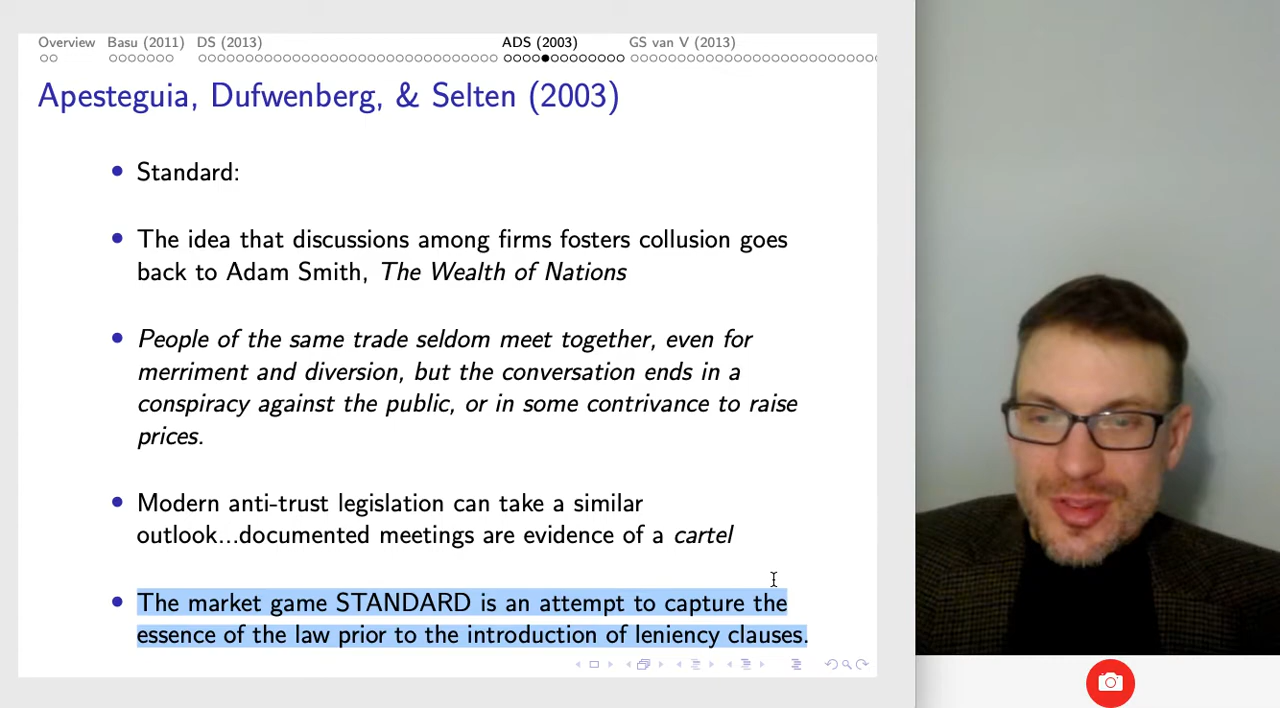 Overview Basu (2011) DS (2013) ADS (2003) GS van V (2013)
Apesteguia, Dufwenberg, & Selten (2003)
Standard:
The idea that discussions among firms fosters collusion goes
back to Adam Smith, The Wealth of Nations
People of the same trade seldom meet together, even for
merriment and diversion, but the conversation ends in a
conspiracy against the public, or in some contrivance to raise
prices.
Modern anti-trust legislation can take a similar
outlook...documented meetings are evidence of a cartel
The market game STANDARD is an attempt to capture the
essence of the law prior to the introduction of leniency clauses.